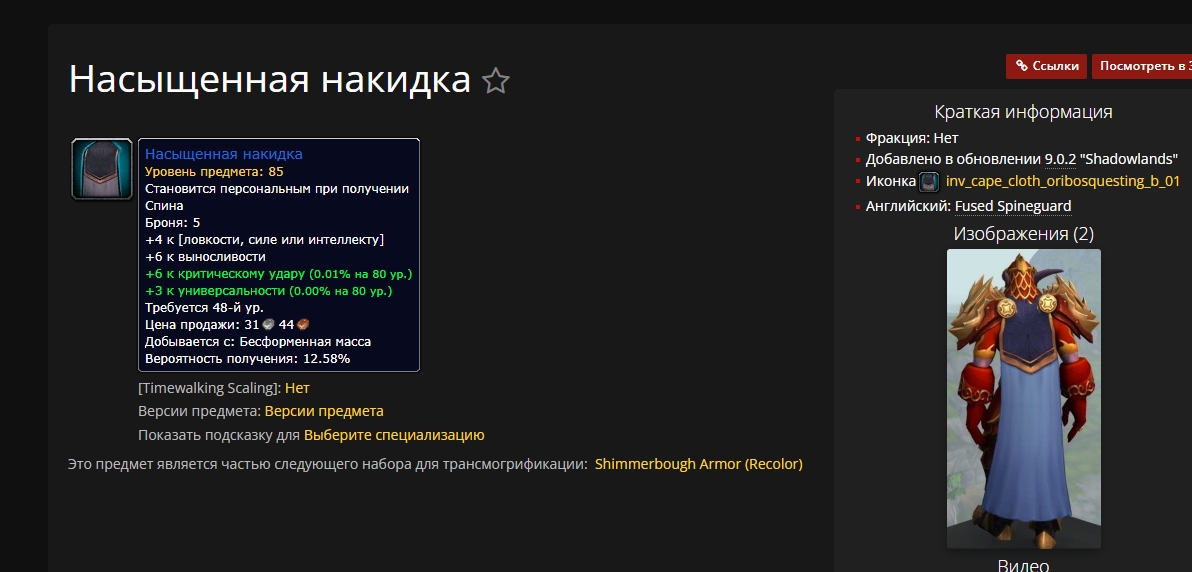 Насыщенная накидка
Ссылки
Посмотреть в 3
Насыщенная накидка
Уровень предмета: 85
Становится персональным при получении
Спина
Броня: 5
+4 к [ловкости, силе или интеллекту]
+6 к выносливости
+6 к критическому удару (0.01% на 80 ур.)
+3 к универсальности (0.00% на 80 ур.)
Требуется 48-й ур.
Цена продажи: 31 44
Добывается с: Бесформенная масса
Вероятность получения: 12.58%
[Timewalking Scaling]: Нет
Версии предмета: Версии предмета
Показать подсказку для Выберите специализацию
Это предмет является частью следующего набора для трансмогрификации: Shimmerbough Armor (Recolor)
Краткая информация
Фракция: Нет
Добавлено в обновлении 9.0.2 "Shadowlands"
Иконка inv_cape_cloth_oribosquesting_b_01
Английский: Fused Spineguard
Изображения (2)
Видео